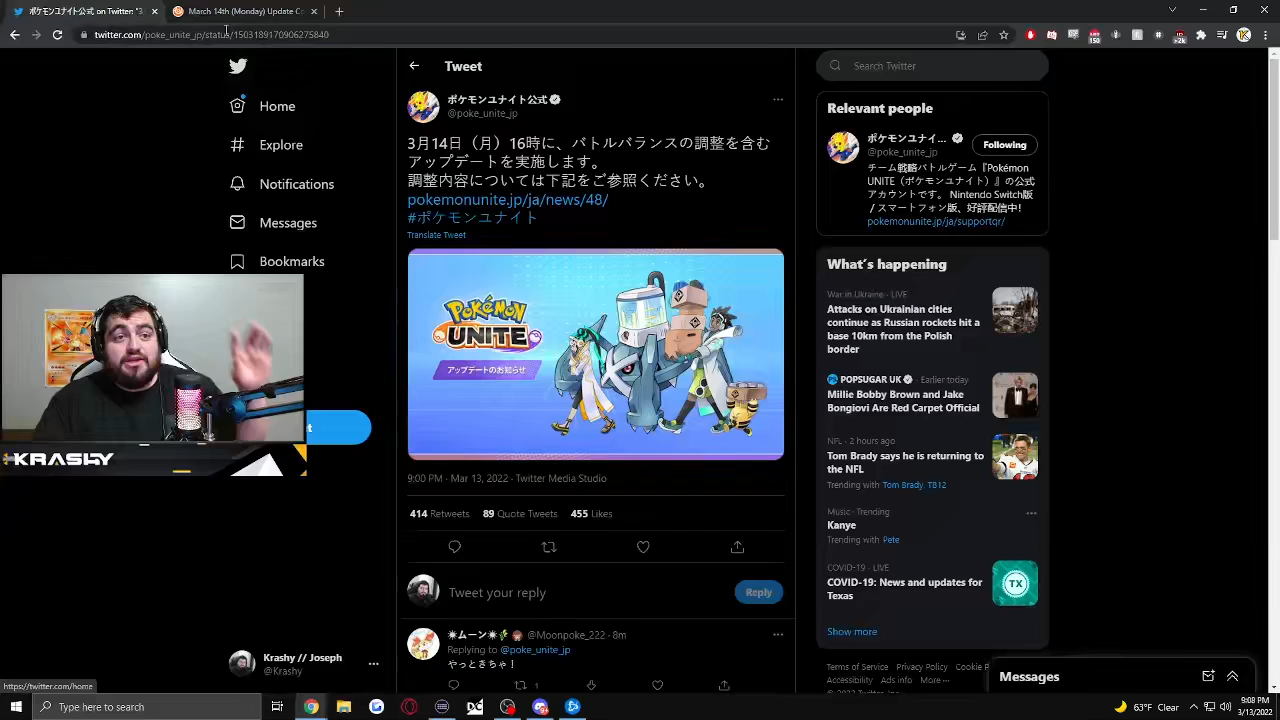 ポケモンユナイト公式 on Twitter "3
March 14th (Monday) Update C
twitter.com/poke_unite_jp/status/1503189170906275840
Home
Explore
Notifications
Messages
Bookmarks
Tweet
ポケモンユナイト公式
@poke_unite_jp
3月14日（月）16時に、バトルバランスの調整を含む
アップデートを実施します。
調整内容については下記をご参照ください。
pokemonunite.jp/ja/news/48/
#ポケモンユナイト
Translate Tweet
POKÉMON
UNITE
アップデートのお知らせ
9:00 PM · Mar 13, 2022 · Twitter Media Studio
414 Retweets 89 Quote Tweets 455 Likes
Tweet your reply
Reply
☀ムーン☀ @Moonpoke_222 · 8m
Replying to @poke_unite_jp
やっときちゃ！
1
Search Twitter
Relevant people
ポケモンユナイ...
@poke_unite_jp
Following
チーム戦略バトルゲーム『Pokémon
UNITE（ポケモンユナイト）』の公式
アカウントです。 Nintendo Switch版
/ スマートフォン版、好評配信中!
pokemonunite.jp/ja/supportqr/
What's happening
War in Ukraine · LIVE
Attacks on Ukrainian cities
continue as Russian rockets hit a
base 10km from the Polish
border
POPSUGAR UK · Earlier today
Millie Bobby Brown and Jake
Bongiovi Are Red Carpet Official
NFL · 2 hours ago
Tom Brady says he is returning to
the NFL
Trending with Tom Brady, TB12
Music · Trending
Kanye
Trending with Pete
COVID-19 · LIVE
COVID-19: News and updates for
Texas
TX
Show more
Terms of Service Privacy Policy Cookie P
Accessibility Ads info More ···
Messages
KRASHY
Krashy // Joseph
@Krashy
https://twitter.com/home
Type here to search
63°F Clear
9:08 PM
3/13/2022